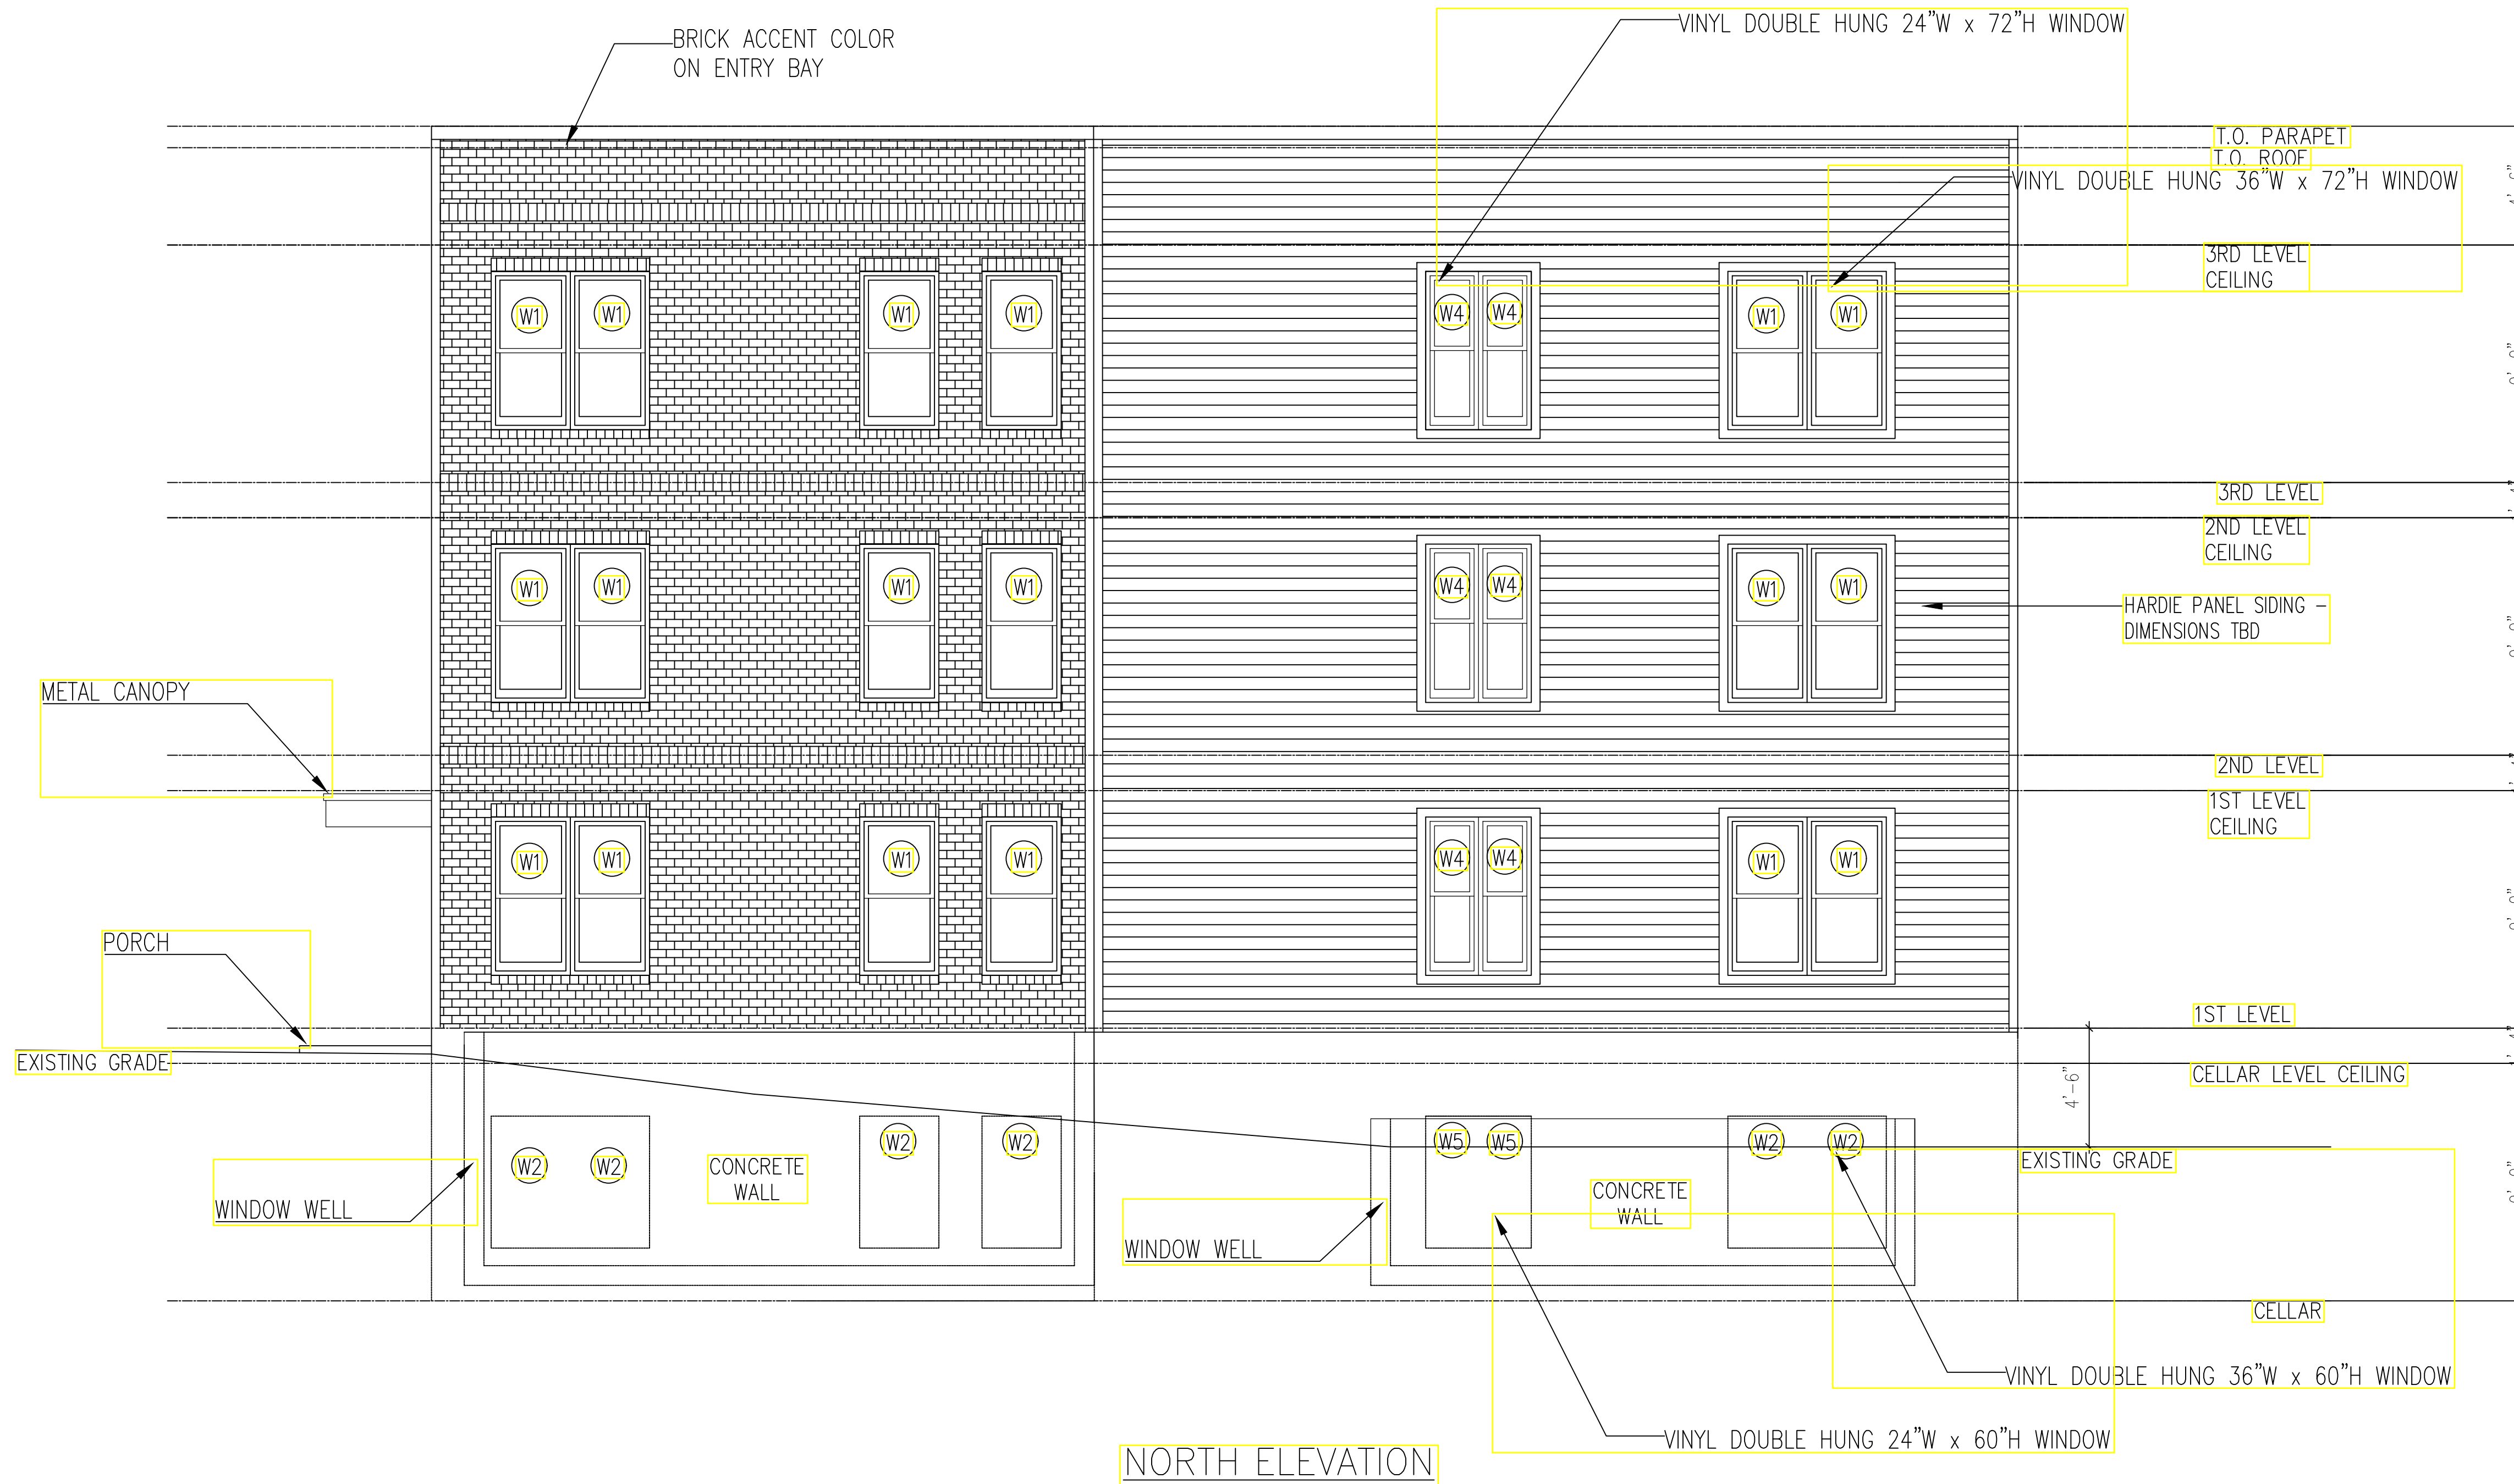 VINYL DOUBLE HUNG 24"W x 72"H WINDOW
BRICK ACCENT COLOR
ON ENTRY BAY
T.O. PARAPET
T.O. ROOF
VINYL DOUBLE HUNG 36"W x 72"H WINDOW
3RD LEVEL
CEILING
W1 W1 W1 W1 W4 W4 W1 W1
3RD LEVEL
2ND LEVEL
CEILING
W1 W1 W1 W1 W4 W4 W1 W1
HARDIE PANEL SIDING -
DIMENSIONS TBD
METAL CANOPY
2ND LEVEL
1ST LEVEL
CEILING
W1 W1 W1 W1 W4 W4 W1 W1
PORCH
1ST LEVEL
EXISTING GRADE
CELLAR LEVEL CEILING
4'-6"
W2 W2 W2 W2 W5 W5 W2 W2
EXISTING GRADE
CONCRETE
WALL
CONCRETE
WALL
WINDOW WELL
WINDOW WELL
CELLAR
VINYL DOUBLE HUNG 36"W x 60"H WINDOW
VINYL DOUBLE HUNG 24"W x 60"H WINDOW
NORTH ELEVATION